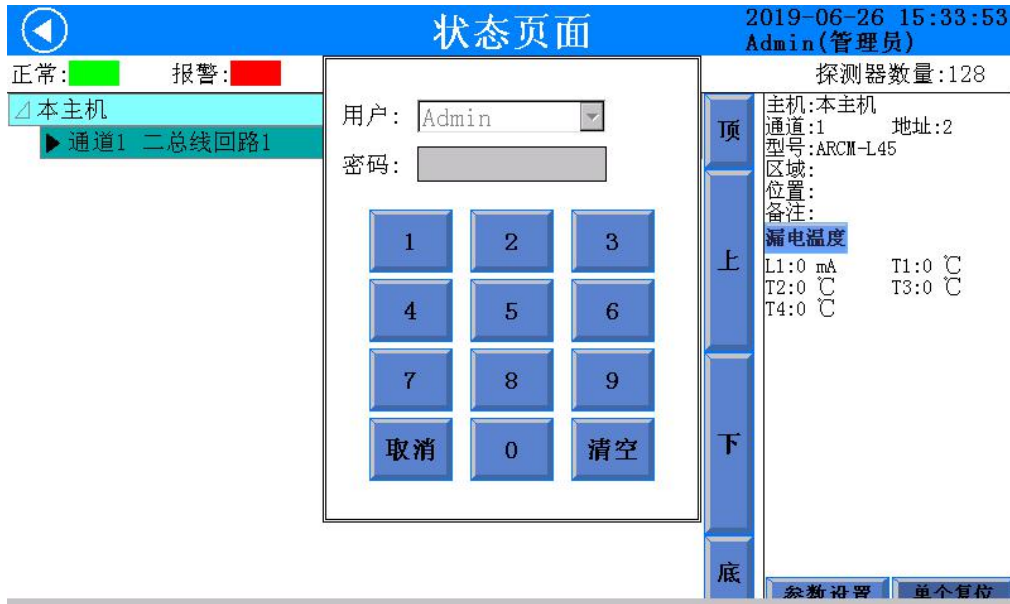 状态页面
2019-06-26 15:33:53
Admin(管理员)
正常:
报警:
探测器数量:128
本主机
通道1 二总线回路1
用户: Admin
密码:
1 2 3
4 5 6
7 8 9
取消 0 清空
顶
上
下
底
主机:本主机
通道:1 地址:2
型号:ARCM-L45
区域:
位置:
备注:
漏电温度
L1:0 mA T1:0 ℃
T2:0 ℃ T3:0 ℃
T4:0 ℃
参数设置 单个复位